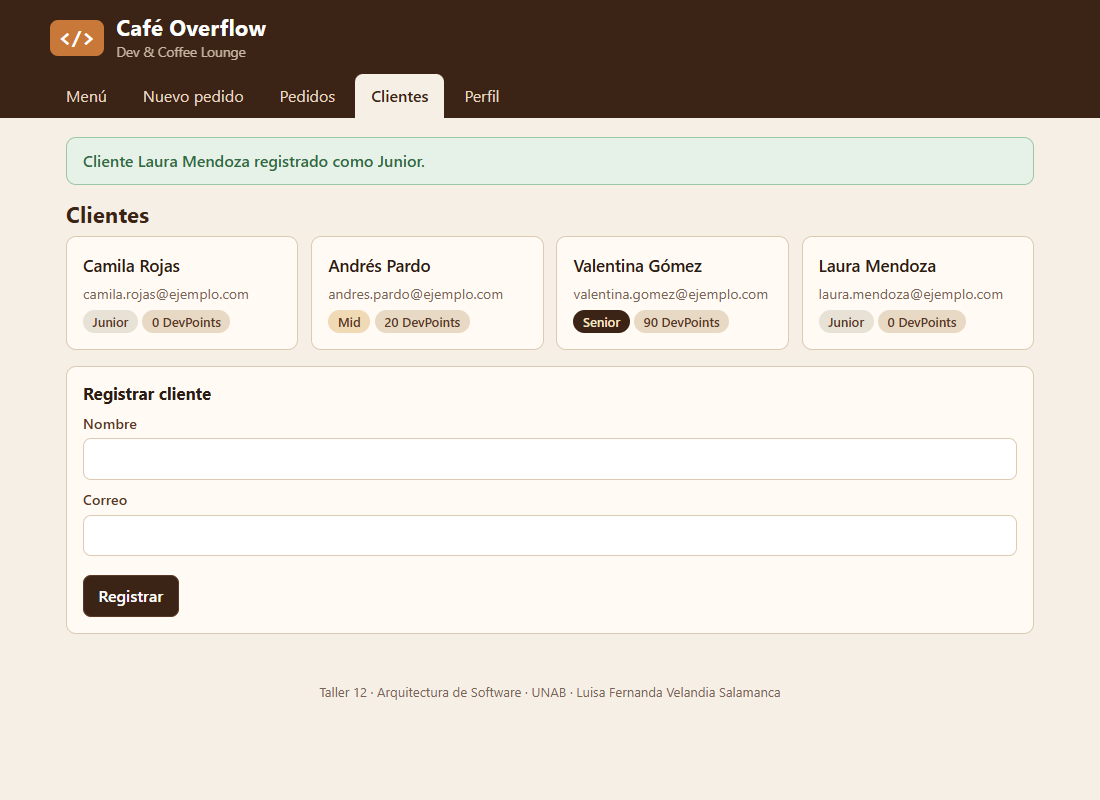 </>
Café Overflow
Dev & Coffee Lounge
Menú
Nuevo pedido
Pedidos
Clientes
Perfil
Cliente Laura Mendoza registrado como Junior.
Clientes
Camila Rojas
camila.rojas@ejemplo.com
Junior
0 DevPoints
Andrés Pardo
andres.pardo@ejemplo.com
Mid
20 DevPoints
Valentina Gómez
valentina.gomez@ejemplo.com
Senior
90 DevPoints
Laura Mendoza
laura.mendoza@ejemplo.com
Junior
0 DevPoints
Registrar cliente
Nombre
Correo
Registrar
Taller 12 · Arquitectura de Software · UNAB · Luisa Fernanda Velandia Salamanca